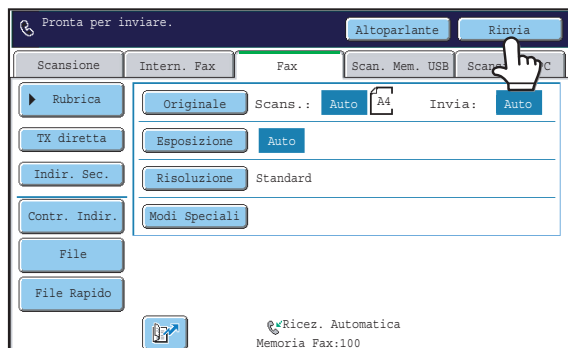 Pronta per inviare.
Altoparlante
Rinvia
Scansione
Intern. Fax
Fax
Scan. Mem. USB
Rubrica
Originale
Scans.:
Auto
A4
Invia:
Auto
TX diretta
Esposizione
Auto
Indir. Sec.
Risoluzione
Standard
Contr. Indir.
Modi Speciali
File
File Rapido
Ricez. Automatica
Memoria Fax:100